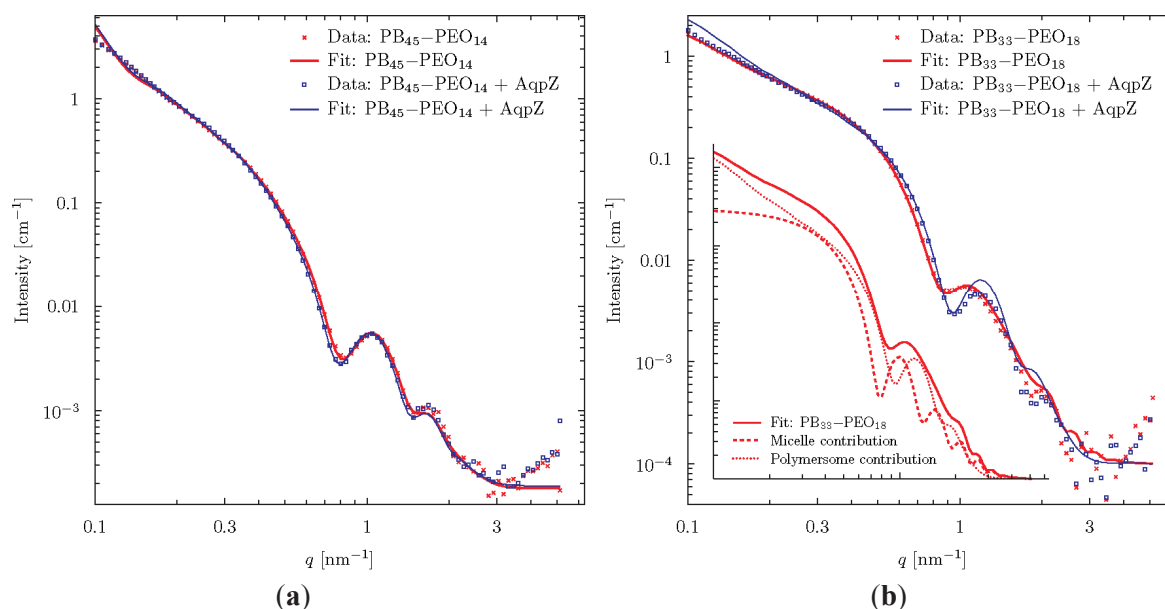 Data: PB₄₅−PEO₁₄
Fit: PB₄₅−PEO₁₄
Data: PB₄₅−PEO₁₄ + AqpZ
Fit: PB₄₅−PEO₁₄ + AqpZ
1
0.1
0.01
10⁻³
Intensity [cm⁻¹]
0.1
0.3
1
3
q [nm⁻¹]
(a)
Data: PB₃₃−PEO₁₈
Fit: PB₃₃−PEO₁₈
Data: PB₃₃−PEO₁₈ + AqpZ
Fit: PB₃₃−PEO₁₈ + AqpZ
1
0.1
0.01
10⁻³
10⁻⁴
Intensity [cm⁻¹]
Fit: PB₃₃−PEO₁₈
Micelle contribution
Polymersome contribution
0.1
0.3
1
3
q [nm⁻¹]
(b)